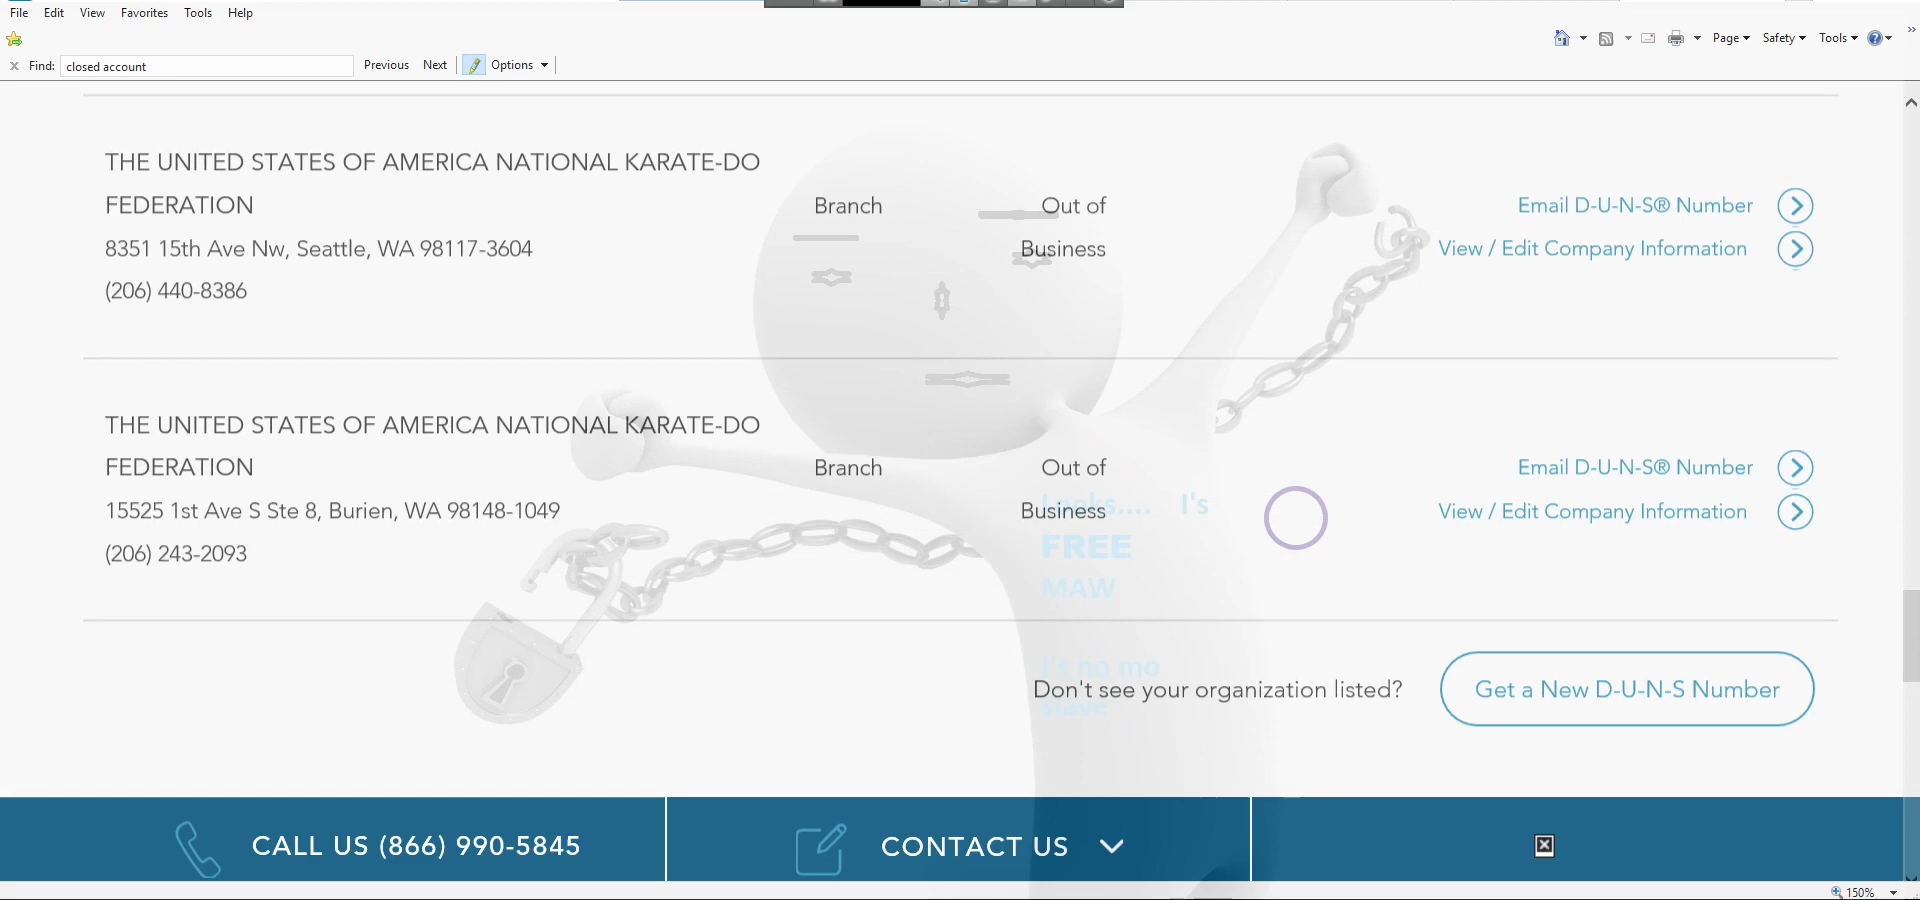 File Edit View Favorites Tools Help
Page Safety Tools
Find: closed account Previous Next Options
THE UNITED STATES OF AMERICA NATIONAL KARATE-DO
FEDERATION Branch Out of Email D-U-N-S® Number
8351 15th Ave Nw, Seattle, WA 98117-3604 Business View / Edit Company Information
(206) 440-8386
THE UNITED STATES OF AMERICA NATIONAL KARATE-DO
FEDERATION Branch Out of Email D-U-N-S® Number
Looks.... I's
15525 1st Ave S Ste 8, Burien, WA 98148-1049 Business View / Edit Company Information
FREE
(206) 243-2093
MAW
I's no mo
Don't see your organization listed? Get a New D-U-N-S Number
slave
CALL US (866) 990-5845 CONTACT US
150%